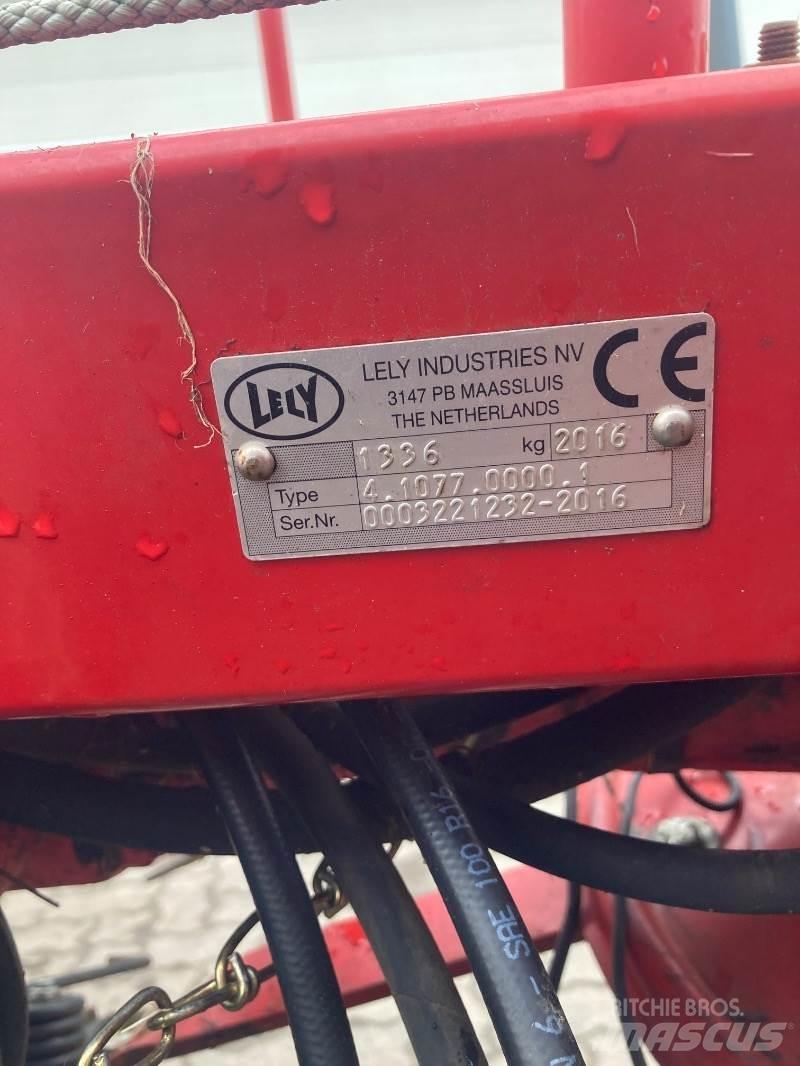 LELY
LELY INDUSTRIES NV
3147 PB MAASSLUIS
THE NETHERLANDS
CE
1336 kg 2016
Type 4.1077.0000.1
Ser.Nr. 0003221232-2016
SAE 100 R16
RITCHIE BROS.
MASCUS